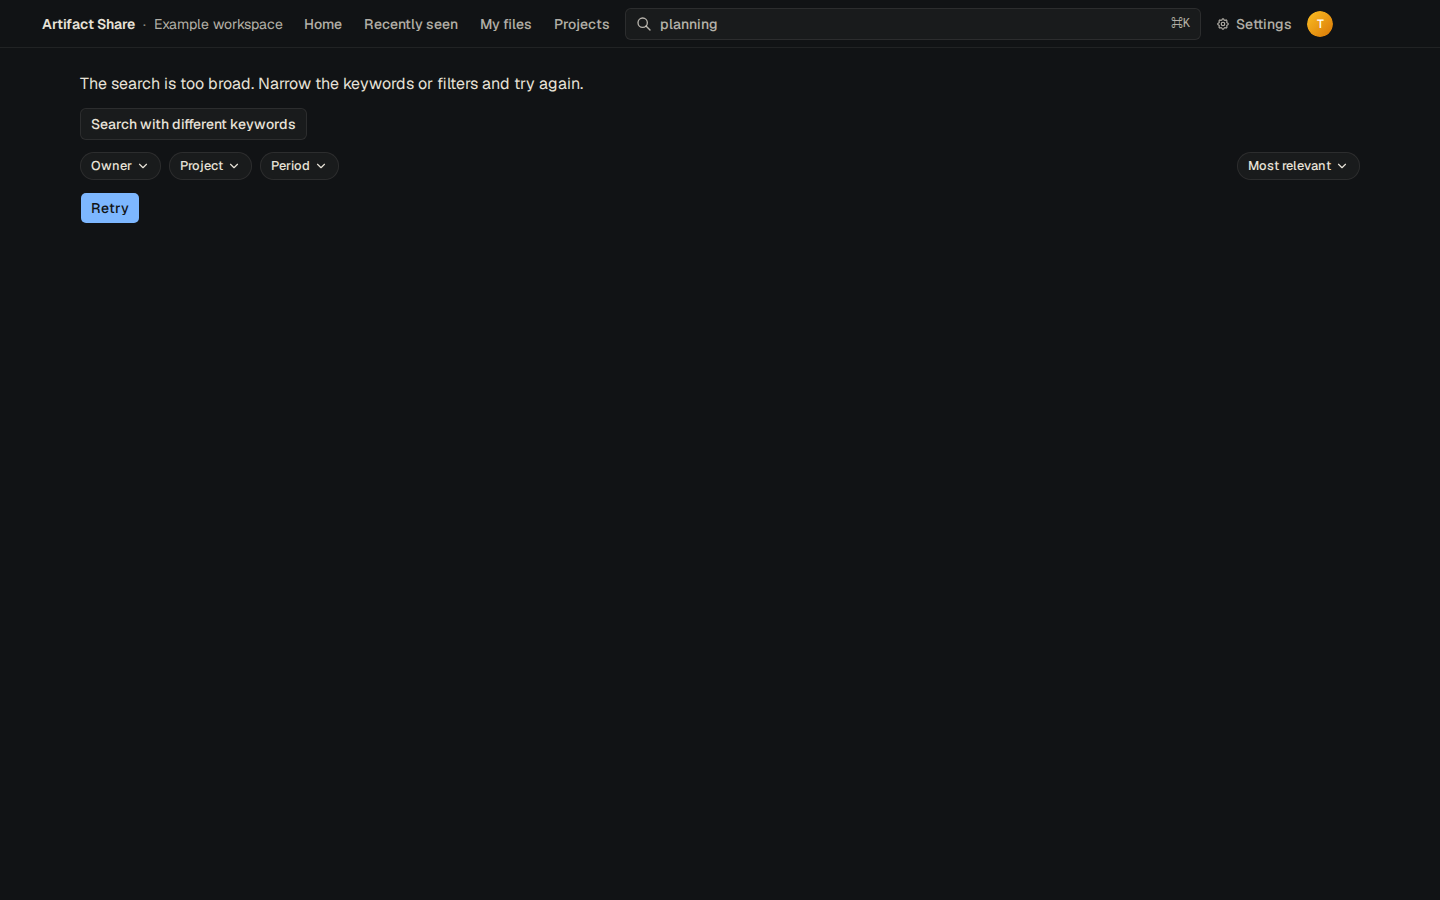 Artifact Share · Example workspace Home Recently seen My files Projects planning ⌘K Settings T
The search is too broad. Narrow the keywords or filters and try again.
Search with different keywords
Owner Project Period Most relevant
Retry